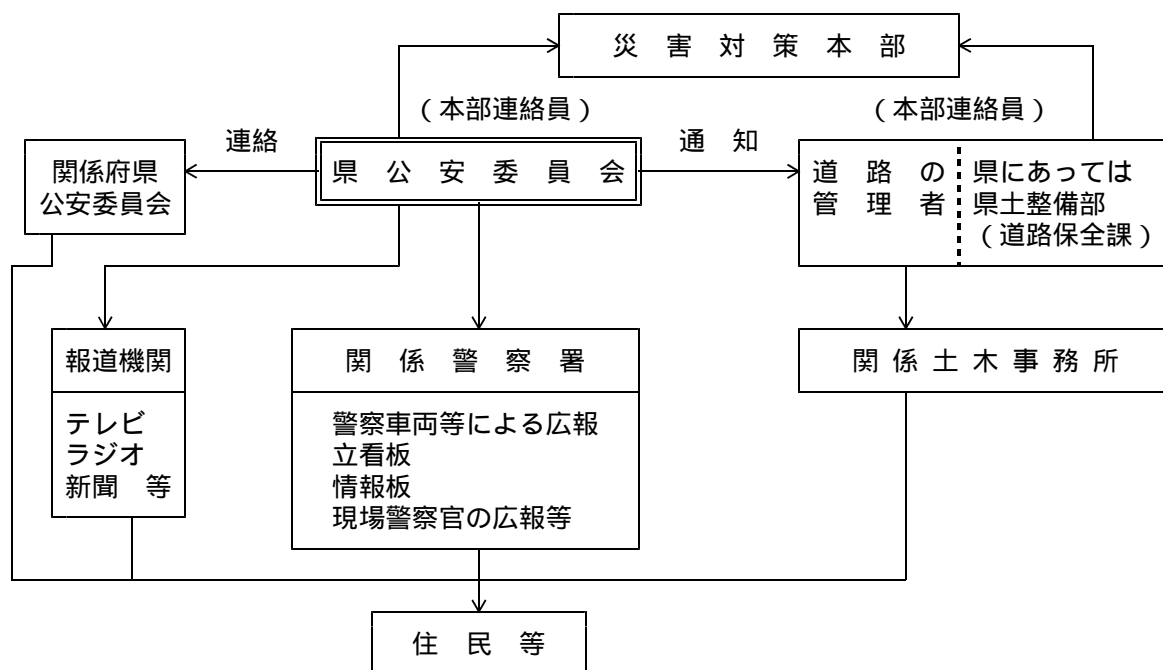 災　害　対　策　本　部
（本部連絡員）
（本部連絡員）
連絡
通　知
関係府県
公安委員会
県　公　安　委　員　会
道　路　の
管　理　者
県にあっては
県土整備部
（道路保全課）
報道機関
テレビ
ラジオ
新聞　等
関　係　警　察　署
警察車両等による広報
立看板
情報板
現場警察官の広報等
関 係 土 木 事 務 所
住　民　等